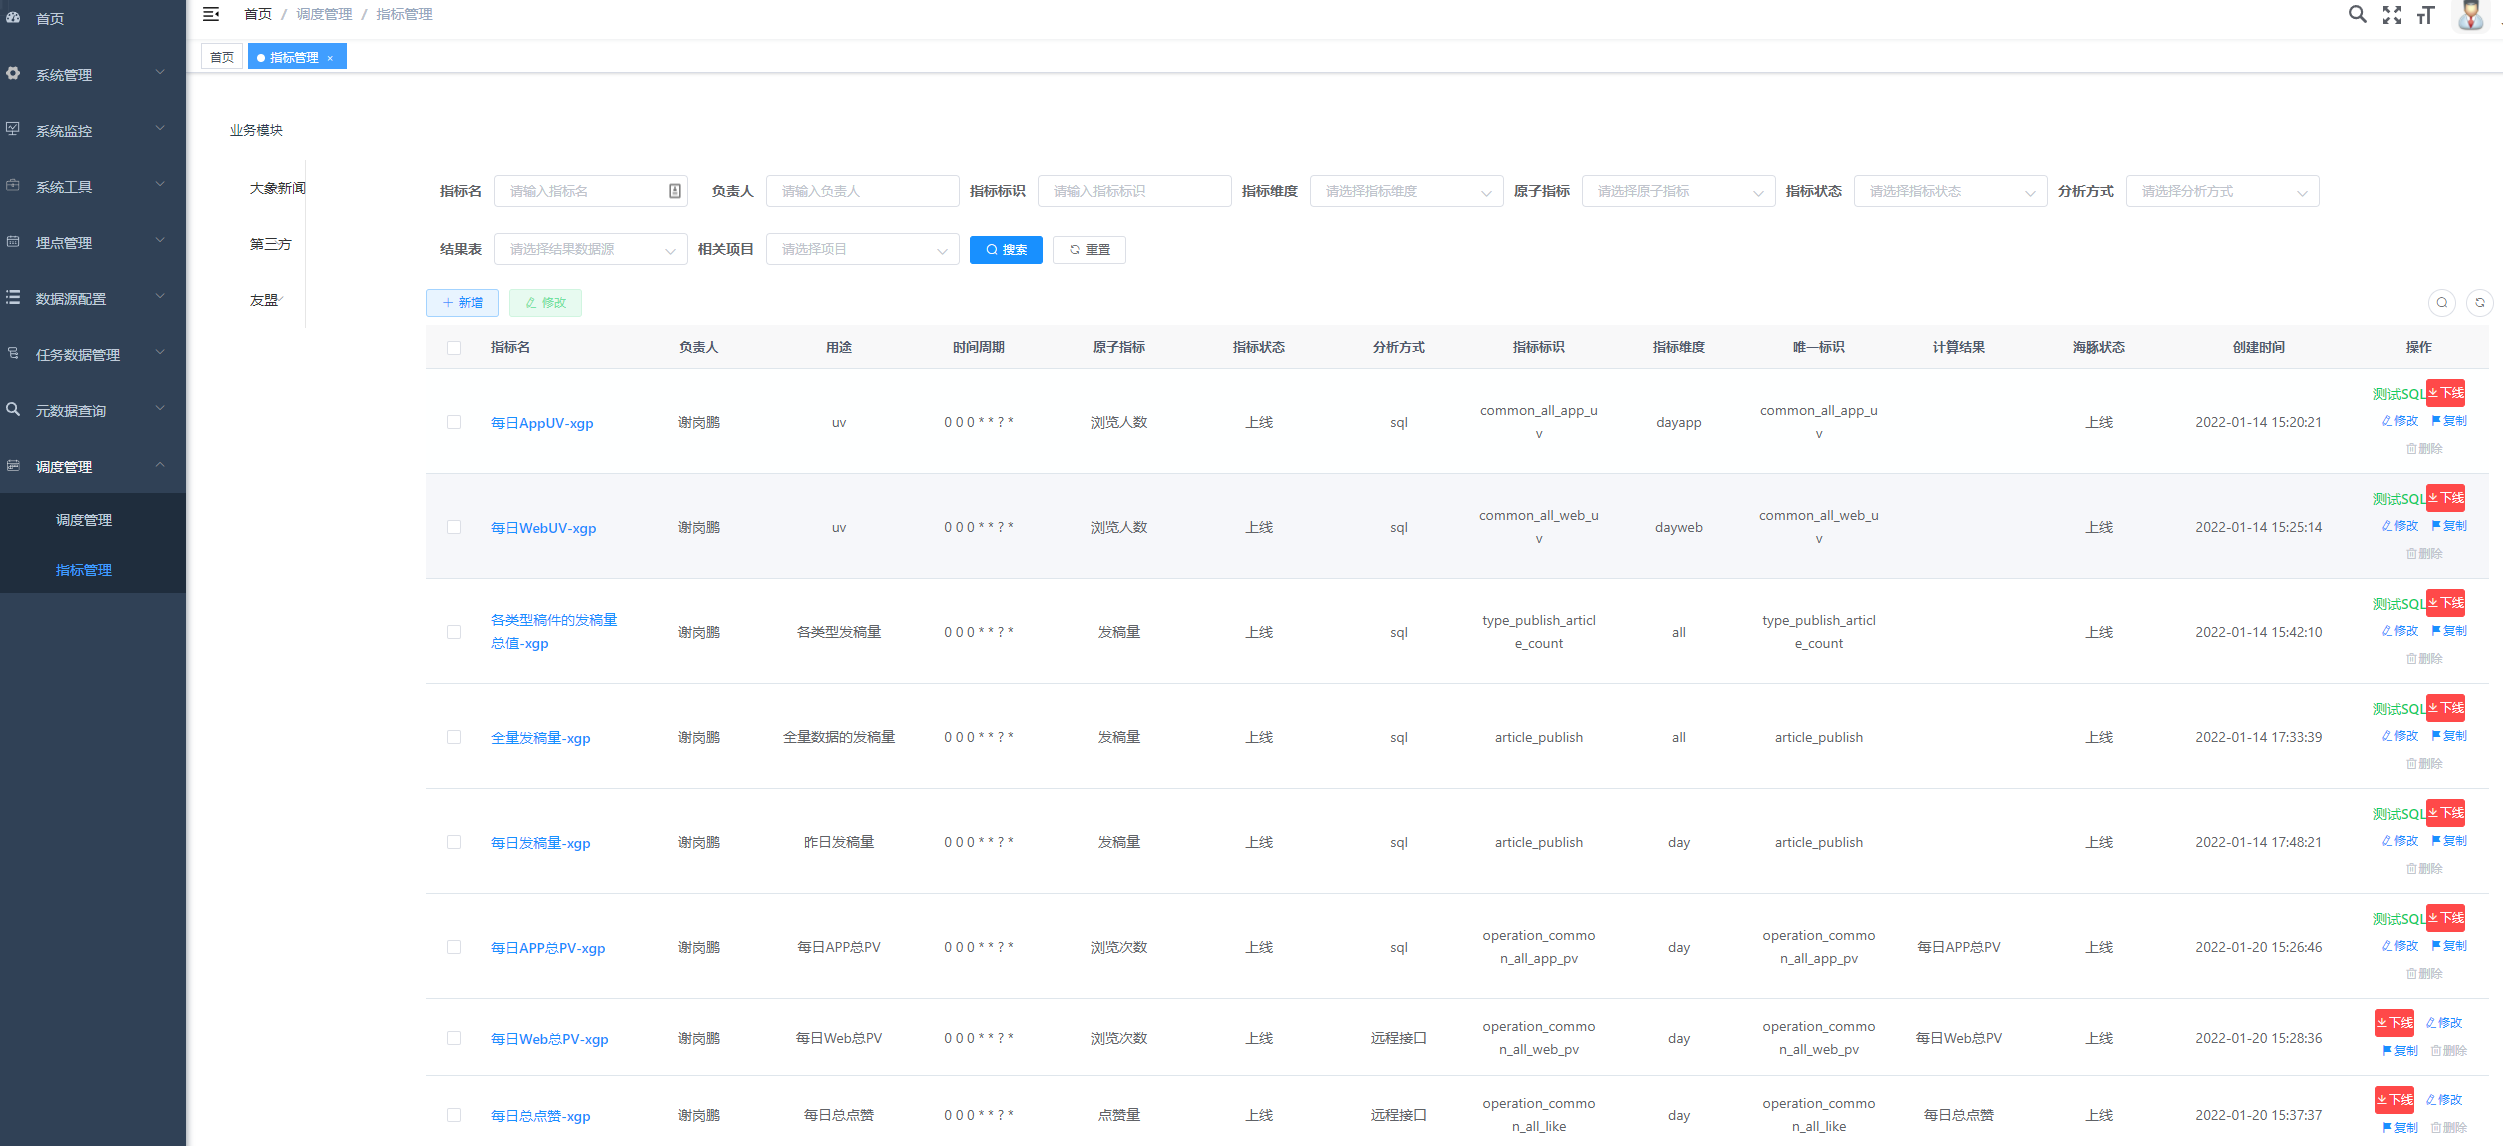 首页
系统管理
系统监控
系统工具
埋点管理
数据源配置
任务数据管理
元数据查询
调度管理
调度管理
指标管理
首页 / 调度管理 / 指标管理
首页 指标管理 ×
业务模块
大象新闻
第三方
友盟
指标名 请输入指标名 负责人 请输入负责人 指标标识 请输入指标标识 指标维度 请选择指标维度 原子指标 请选择原子指标 指标状态 请选择指标状态 分析方式 请选择分析方式
结果表 请选择结果数据源 相关项目 请选择项目 搜索 重置
新增 修改
指标名 负责人 用途 时间周期 原子指标 指标状态 分析方式 指标标识 指标维度 唯一标识 计算结果 海豚状态 创建时间 操作
每日AppUV-xgp 谢岗鹏 uv 0 0 0 * * ? * 浏览人数 上线 sql common_all_app_u
v dayapp common_all_app_u
v 上线 2022-01-14 15:20:21 测试SQL 下线
修改 复制
删除
每日WebUV-xgp 谢岗鹏 uv 0 0 0 * * ? * 浏览人数 上线 sql common_all_web_u
v dayweb common_all_web_u
v 上线 2022-01-14 15:25:14 测试SQL 下线
修改 复制
删除
各类型稿件的发稿量
总值-xgp 谢岗鹏 各类型发稿量 0 0 0 * * ? * 发稿量 上线 sql type_publish_articl
e_count all type_publish_articl
e_count 上线 2022-01-14 15:42:10 测试SQL 下线
修改 复制
删除
全量发稿量-xgp 谢岗鹏 全量数据的发稿量 0 0 0 * * ? * 发稿量 上线 sql article_publish all article_publish 上线 2022-01-14 17:33:39 测试SQL 下线
修改 复制
删除
每日发稿量-xgp 谢岗鹏 昨日发稿量 0 0 0 * * ? * 发稿量 上线 sql article_publish day article_publish 上线 2022-01-14 17:48:21 测试SQL 下线
修改 复制
删除
每日APP总PV-xgp 谢岗鹏 每日APP总PV 0 0 0 * * ? * 浏览次数 上线 sql operation_commo
n_all_app_pv day operation_commo
n_all_app_pv 每日APP总PV 上线 2022-01-20 15:26:46 测试SQL 下线
修改 复制
删除
每日Web总PV-xgp 谢岗鹏 每日Web总PV 0 0 0 * * ? * 浏览次数 上线 远程接口 operation_commo
n_all_web_pv day operation_commo
n_all_web_pv 每日Web总PV 上线 2022-01-20 15:28:36 下线 修改
复制 删除
每日总点赞-xgp 谢岗鹏 每日总点赞 0 0 0 * * ? * 点赞量 上线 远程接口 operation_commo
n_all_like day operation_commo
n_all_like 每日总点赞 上线 2022-01-20 15:37:37 下线 修改
复制 删除